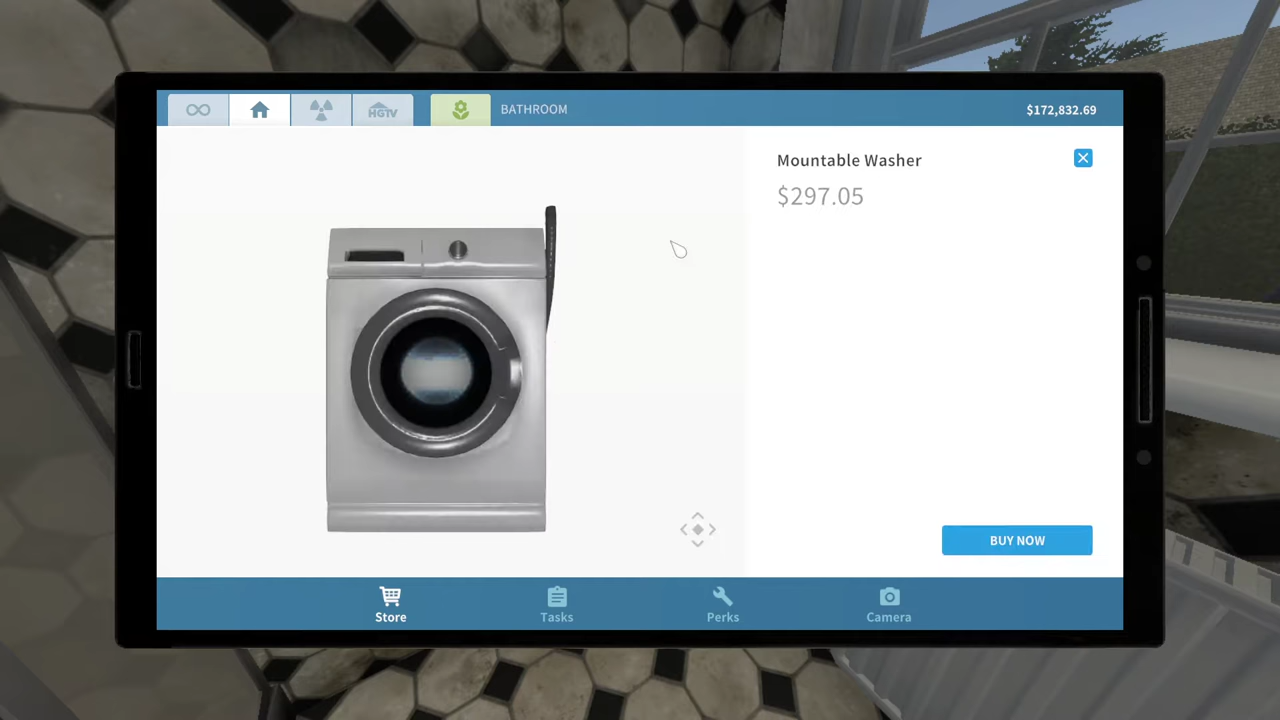 HGTV
BATHROOM
$172,832.69
Mountable Washer
$297.05
BUY NOW
Store
Tasks
Perks
Camera